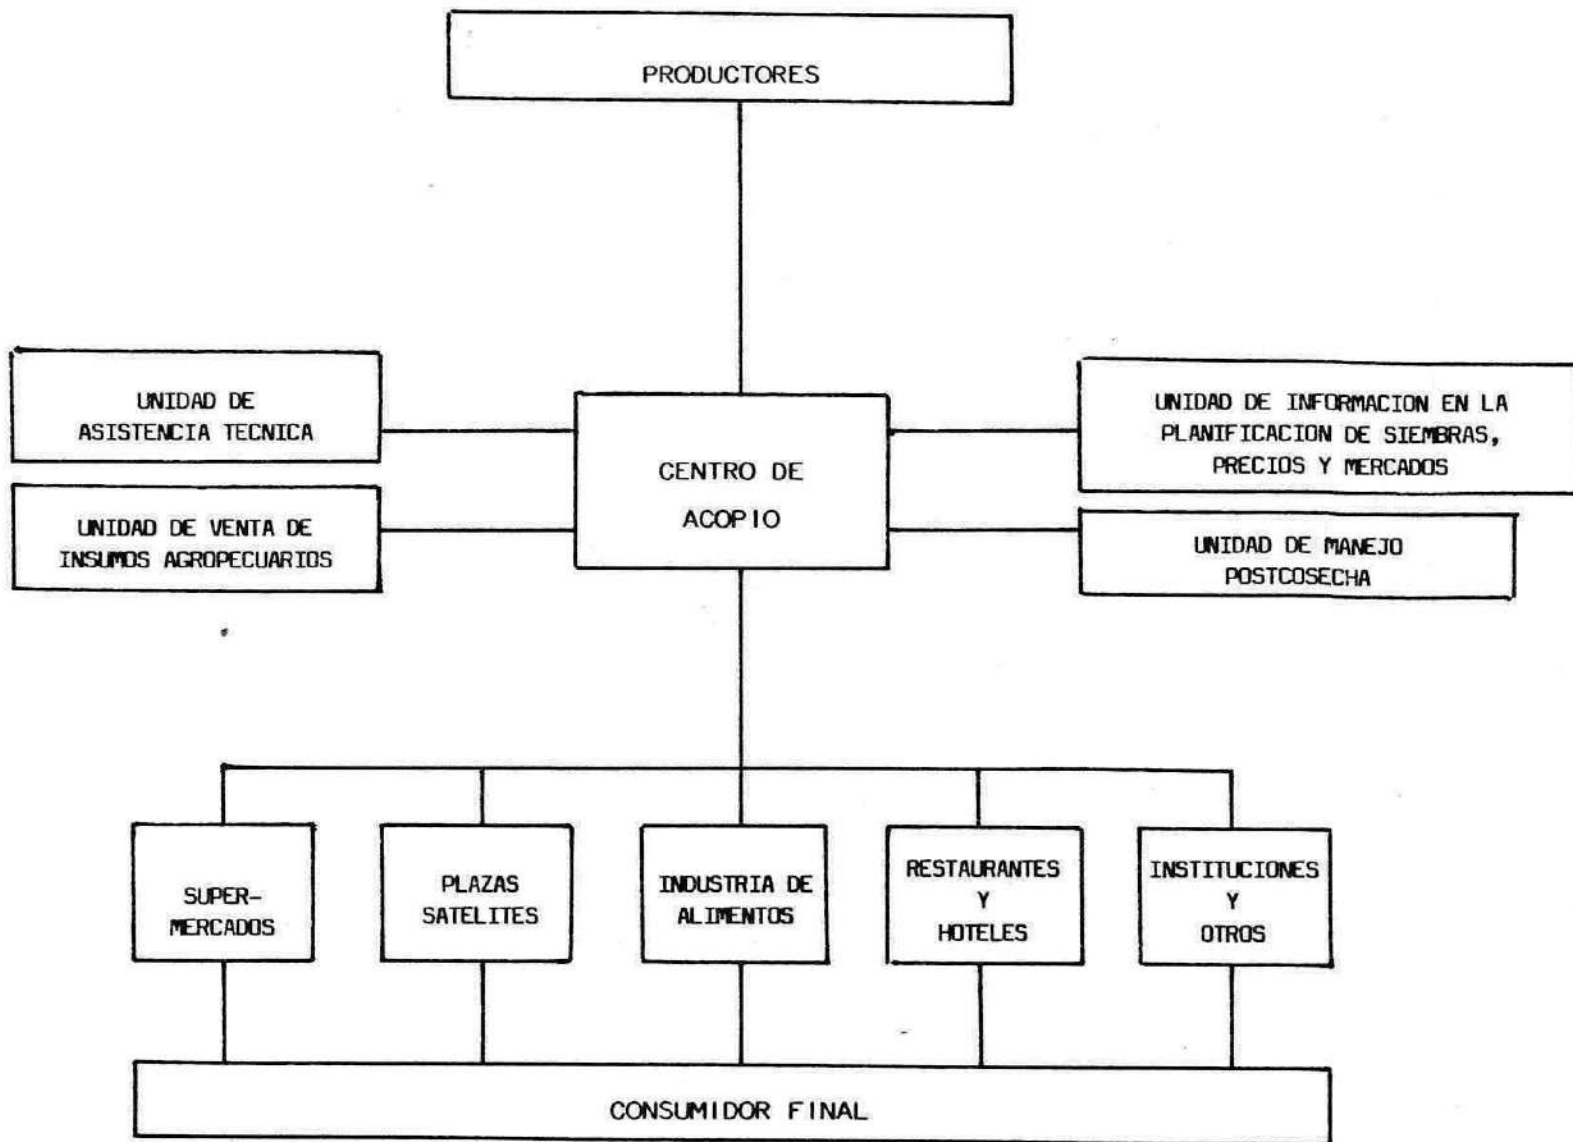 PRODUCTORES
UNIDAD DE
ASISTENCIA TECNICA
UNIDAD DE VENTA DE
INSUMOS AGROPECUARIOS
CENTRO DE
ACOPIO
UNIDAD DE INFORMACION EN LA
PLANIFICACION DE SIEMBRAS,
PRECIOS Y MERCADOS
UNIDAD DE MANEJO
POSTCOSECHA
SUPER-
MERCADOS
PLAZAS
SATELITES
INDUSTRIA DE
ALIMENTOS
RESTAURANTES
Y
HOTELES
INSTITUCIONES
Y
OTROS
CONSUMIDOR FINAL